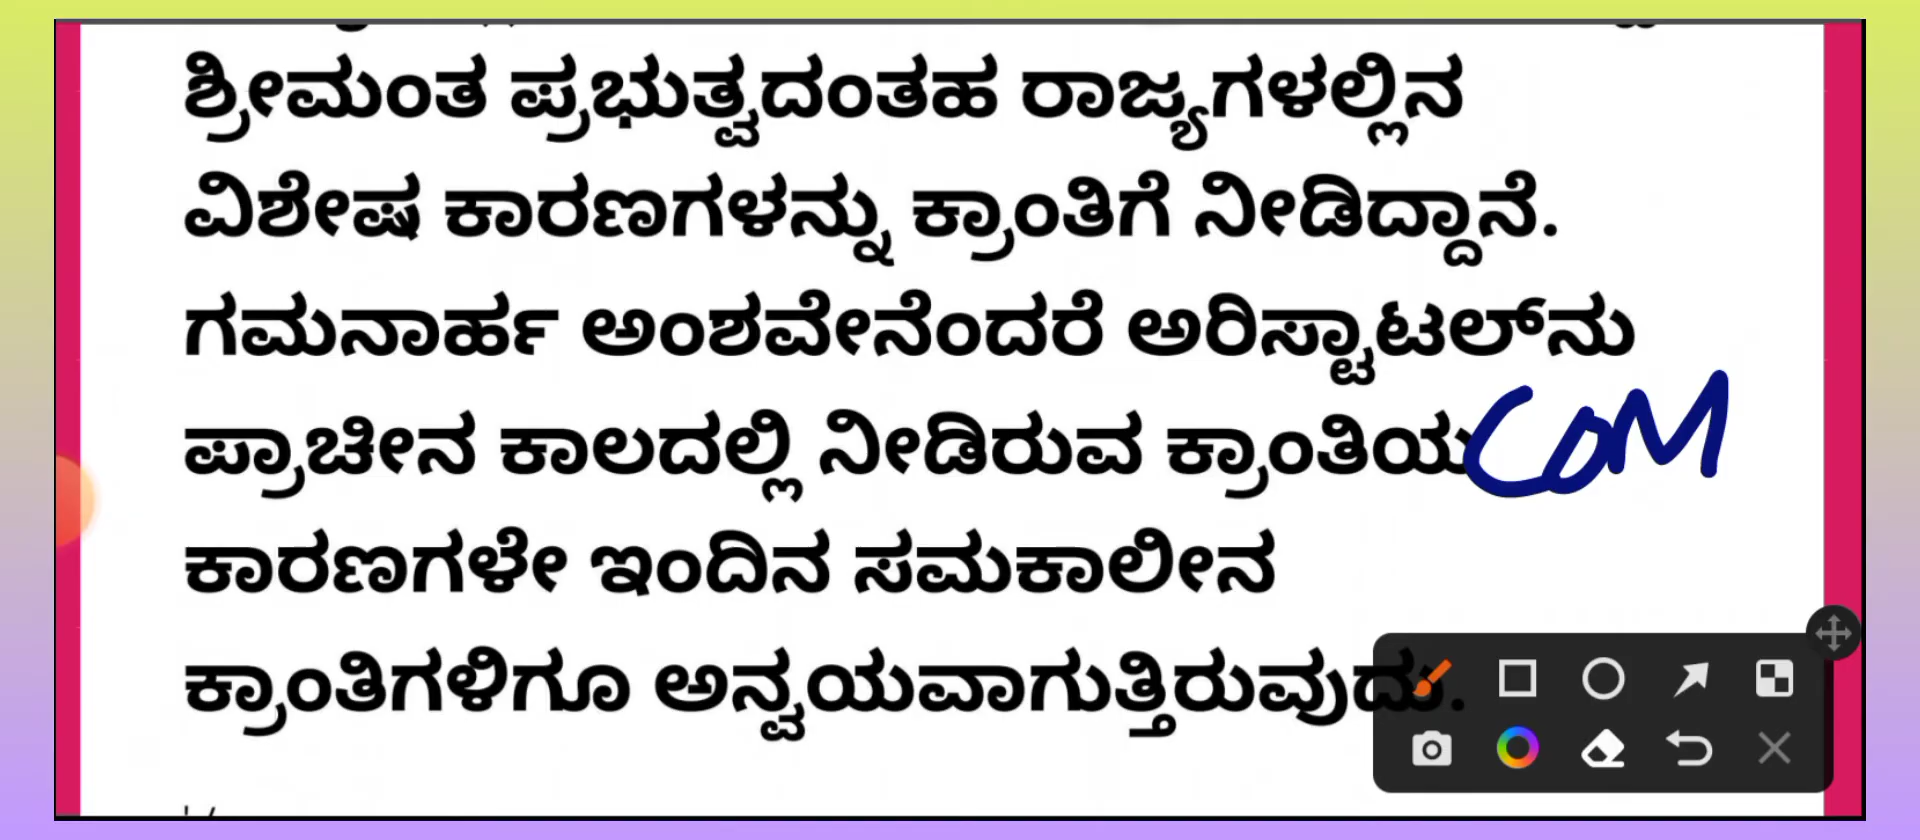 ಶ್ರೀಮಂತ ಪ್ರಭುತ್ವದಂತಹ ರಾಜ್ಯಗಳಲ್ಲಿನ
ವಿಶೇಷ ಕಾರಣಗಳನ್ನು ಕ್ರಾಂತಿಗೆ ನೀಡಿದ್ದಾನೆ.
ಗಮನಾರ್ಹ ಅಂಶವೇನೆಂದರೆ ಅರಿಸ್ಟಾಟಲ್‌ನು
ಪ್ರಾಚೀನ ಕಾಲದಲ್ಲಿ ನೀಡಿರುವ ಕ್ರಾಂತಿಯ COM
ಕಾರಣಗಳೇ ಇಂದಿನ ಸಮಕಾಲೀನ
ಕ್ರಾಂತಿಗಳಿಗೂ ಅನ್ವಯವಾಗುತ್ತಿರುವುದು.